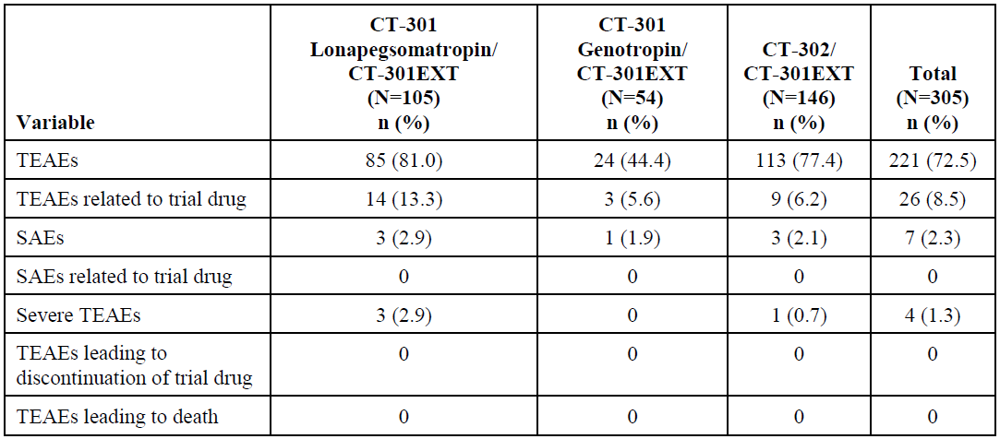 Variable
CT-301
Lonapegsomatropin/
CT-301EXT
(N=105)
n (%)
CT-301
Genotropin/
CT-301EXT
(N=54)
n (%)
CT-302/
CT-301EXT
(N=146)
n (%)
Total
(N=305)
n (%)
TEAEs 85 (81.0) 24 (44.4) 113 (77.4) 221 (72.5)
TEAEs related to trial drug 14 (13.3) 3 (5.6) 9 (6.2) 26 (8.5)
SAEs 3 (2.9) 1 (1.9) 3 (2.1) 7 (2.3)
SAEs related to trial drug 0 0 0 0
Severe TEAEs 3 (2.9) 0 1 (0.7) 4 (1.3)
TEAEs leading to
discontinuation of trial drug 0 0 0 0
TEAEs leading to death 0 0 0 0